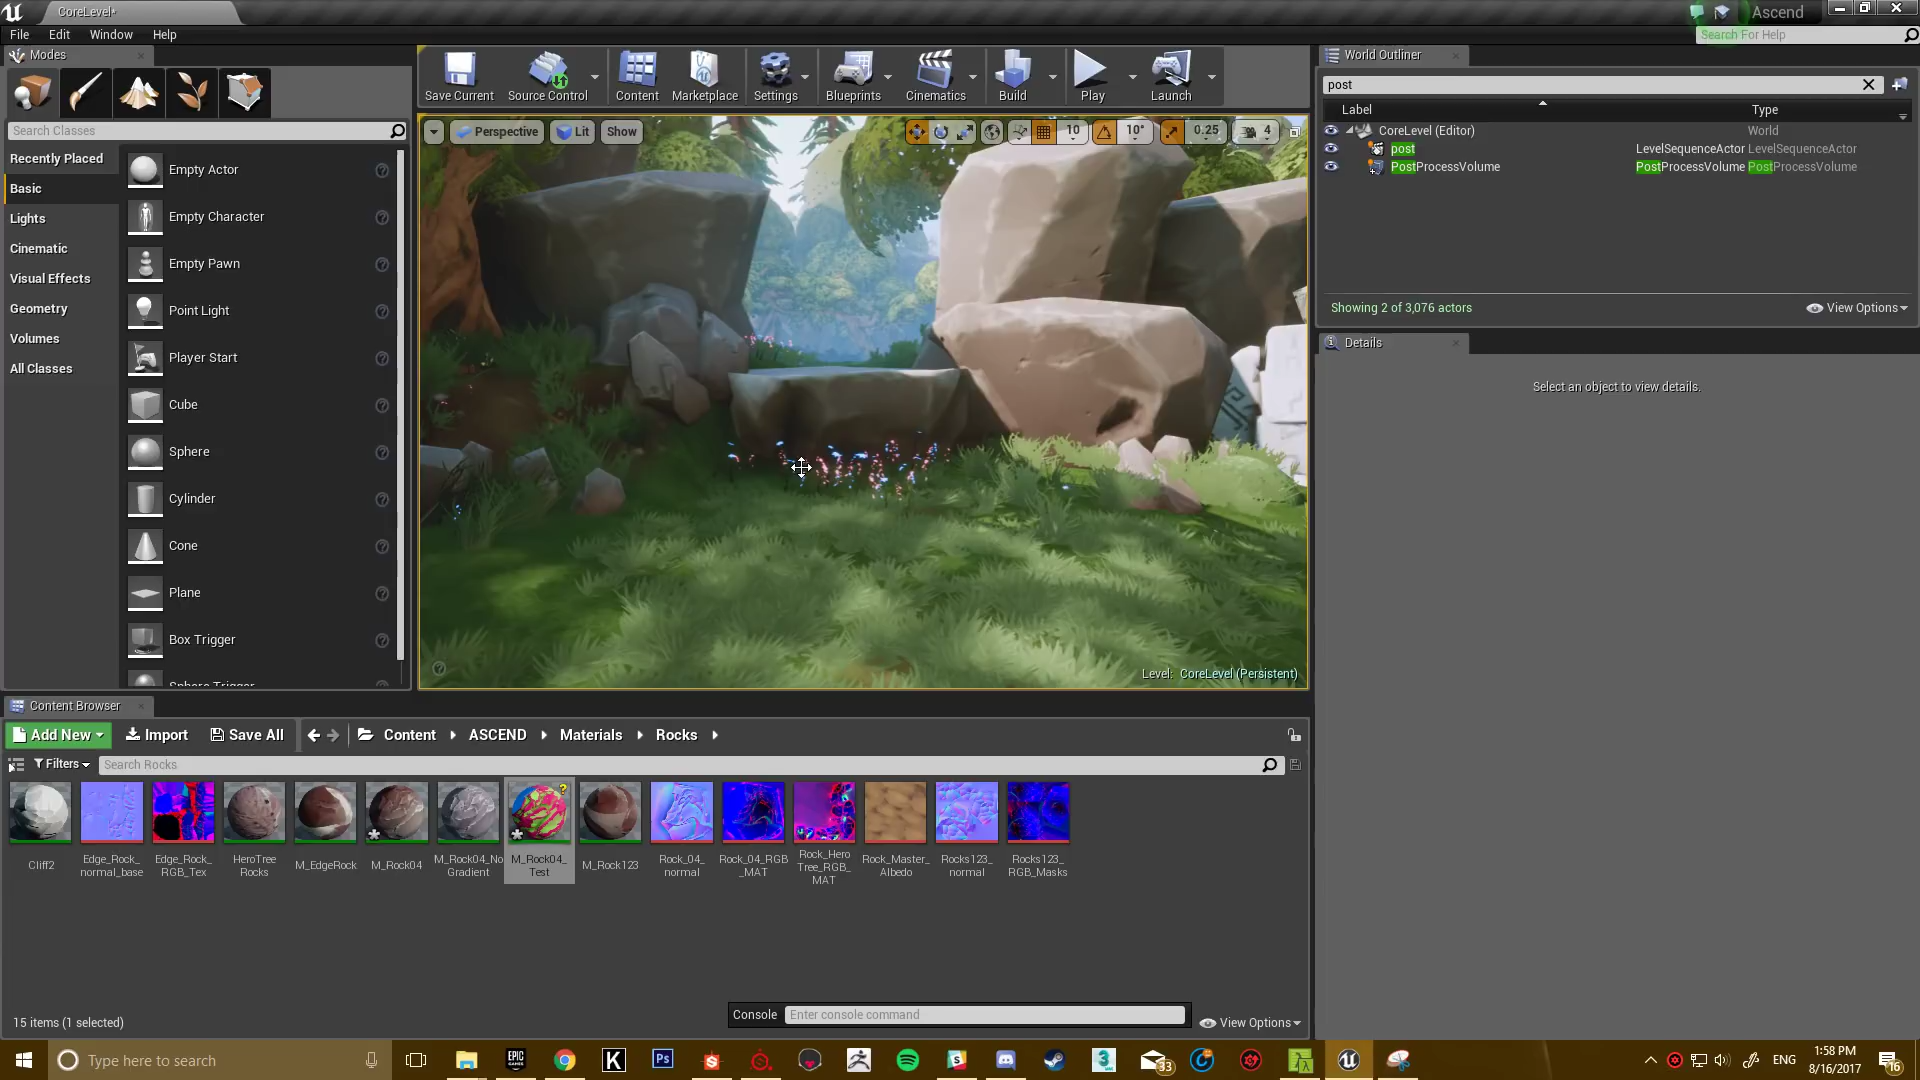 CoreLevel*
Ascend
File Edit Window Help
Search For Help
Modes
Search Classes
Recently Placed
Basic
Lights
Cinematic
Visual Effects
Geometry
Volumes
All Classes
Empty Actor
Empty Character
Empty Pawn
Point Light
Player Start
Cube
Sphere
Cylinder
Cone
Plane
Box Trigger
Sphere Trigger
Save Current
Source Control
Content
Marketplace
Settings
Blueprints
Cinematics
Build
Play
Launch
Perspective Lit Show
10 10° 0.25 4
Level: CoreLevel (Persistent)
World Outliner
post
Label Type
CoreLevel (Editor) World
post LevelSequenceActor LevelSequenceActor
PostProcessVolume PostProcessVolume PostProcessVolume
Showing 2 of 3,076 actors
View Options
Details
Select an object to view details.
Content Browser
Add New Import Save All Content ASCEND Materials Rocks
Filters Search Rocks
Cliff2
Edge_Rock_
normal_base
Edge_Rock_
RGB_Tex
HeroTree
Rocks
M_EdgeRock
M_Rock04
M_Rock04_No
Gradient
M_Rock04_
Test
M_Rock123
Rock_04_
normal
Rock_04_RGB
_MAT
Rock_Hero
Tree_RGB_
MAT
Rock_Master_
Albedo
Rocks123_
normal
Rocks123_
RGB_Masks
15 items (1 selected)
Console Enter console command
View Options
Type here to search
EPIC
GAMES
K
Ps
33
ENG
1:58 PM
8/16/2017
16